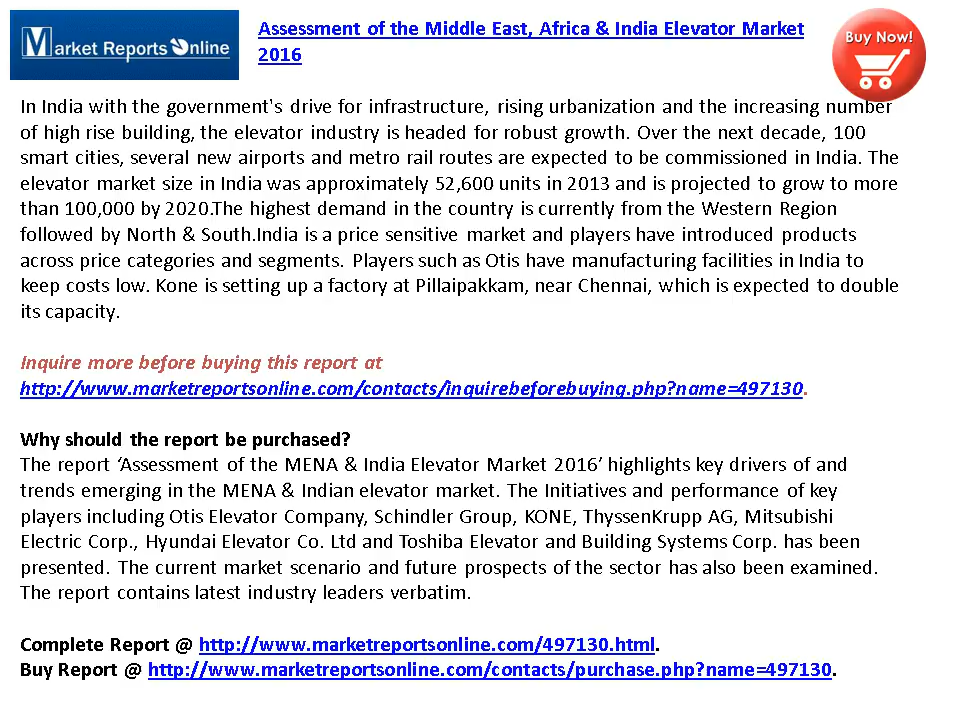 Market Reports Online
Assessment of the Middle East, Africa & India Elevator Market
2016
Buy Now!
In India with the government's drive for infrastructure, rising urbanization and the increasing number
of high rise building, the elevator industry is headed for robust growth. Over the next decade, 100
smart cities, several new airports and metro rail routes are expected to be commissioned in India. The
elevator market size in India was approximately 52,600 units in 2013 and is projected to grow to more
than 100,000 by 2020.The highest demand in the country is currently from the Western Region
followed by North & South.India is a price sensitive market and players have introduced products
across price categories and segments. Players such as Otis have manufacturing facilities in India to
keep costs low. Kone is setting up a factory at Pillaipakkam, near Chennai, which is expected to double
its capacity.
Inquire more before buying this report at
http://www.marketreportsonline.com/contacts/inquirebeforebuying.php?name=497130.
Why should the report be purchased?
The report ‘Assessment of the MENA & India Elevator Market 2016’ highlights key drivers of and
trends emerging in the MENA & Indian elevator market. The Initiatives and performance of key
players including Otis Elevator Company, Schindler Group, KONE, ThyssenKrupp AG, Mitsubishi
Electric Corp., Hyundai Elevator Co. Ltd and Toshiba Elevator and Building Systems Corp. has been
presented. The current market scenario and future prospects of the sector has also been examined.
The report contains latest industry leaders verbatim.
Complete Report @ http://www.marketreportsonline.com/497130.html.
Buy Report @ http://www.marketreportsonline.com/contacts/purchase.php?name=497130.